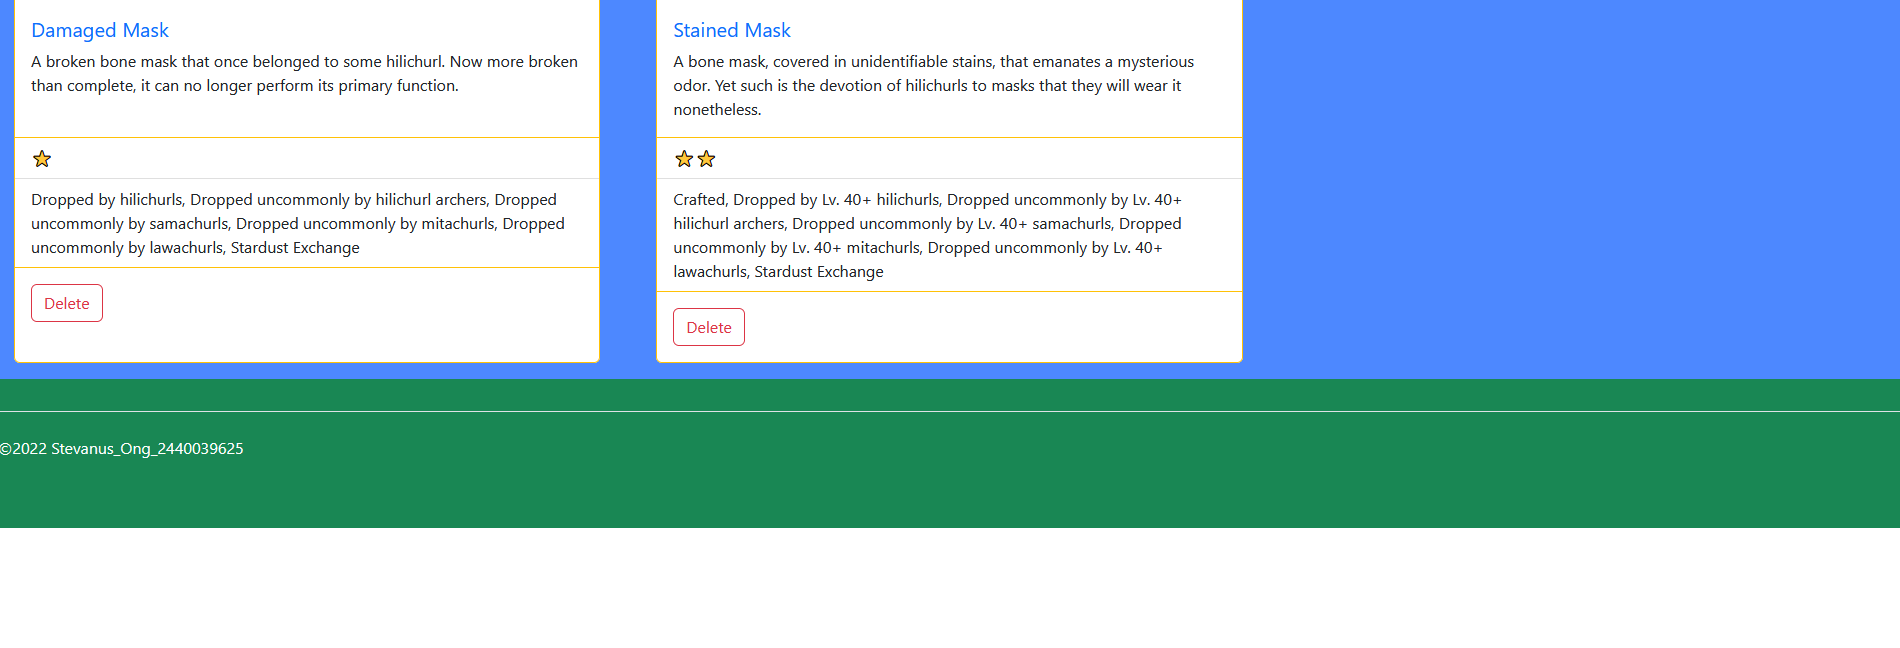 Damaged Mask
A broken bone mask that once belonged to some hilichurl. Now more broken
than complete, it can no longer perform its primary function.
Dropped by hilichurls, Dropped uncommonly by hilichurl archers, Dropped
uncommonly by samachurls, Dropped uncommonly by mitachurls, Dropped
uncommonly by lawachurls, Stardust Exchange
Delete
Stained Mask
A bone mask, covered in unidentifiable stains, that emanates a mysterious
odor. Yet such is the devotion of hilichurls to masks that they will wear it
nonetheless.
Crafted, Dropped by Lv. 40+ hilichurls, Dropped uncommonly by Lv. 40+
hilichurl archers, Dropped uncommonly by Lv. 40+ samachurls, Dropped
uncommonly by Lv. 40+ mitachurls, Dropped uncommonly by Lv. 40+
lawachurls, Stardust Exchange
Delete
©2022 Stevanus_Ong_2440039625